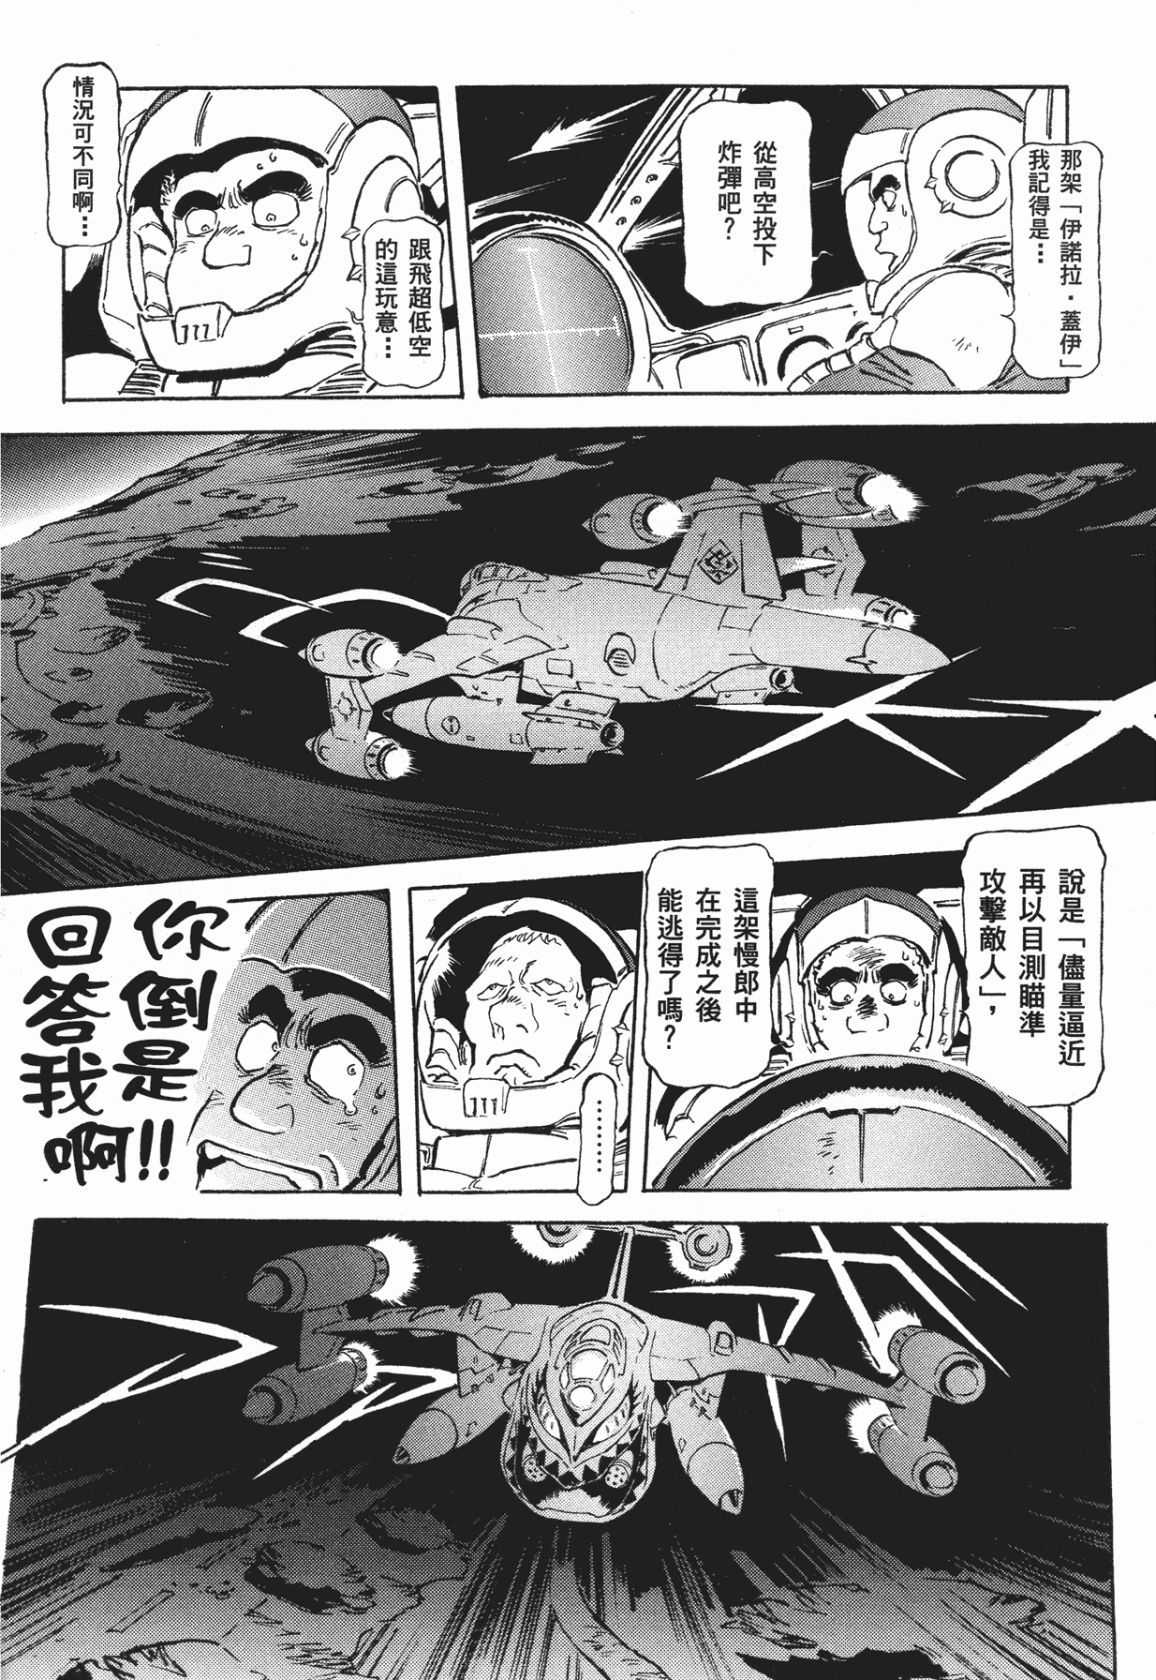 那架「伊諾拉．蓋伊」
我記得是…
從高空投下
炸彈吧？
跟飛超低空
的這玩意…
情況可不同啊…
說是「儘量逼近
再以目測瞄準
攻擊敵人」，
這架慢郎中
在完成之後
能逃得了嗎？
………
你倒是
回答我啊!!